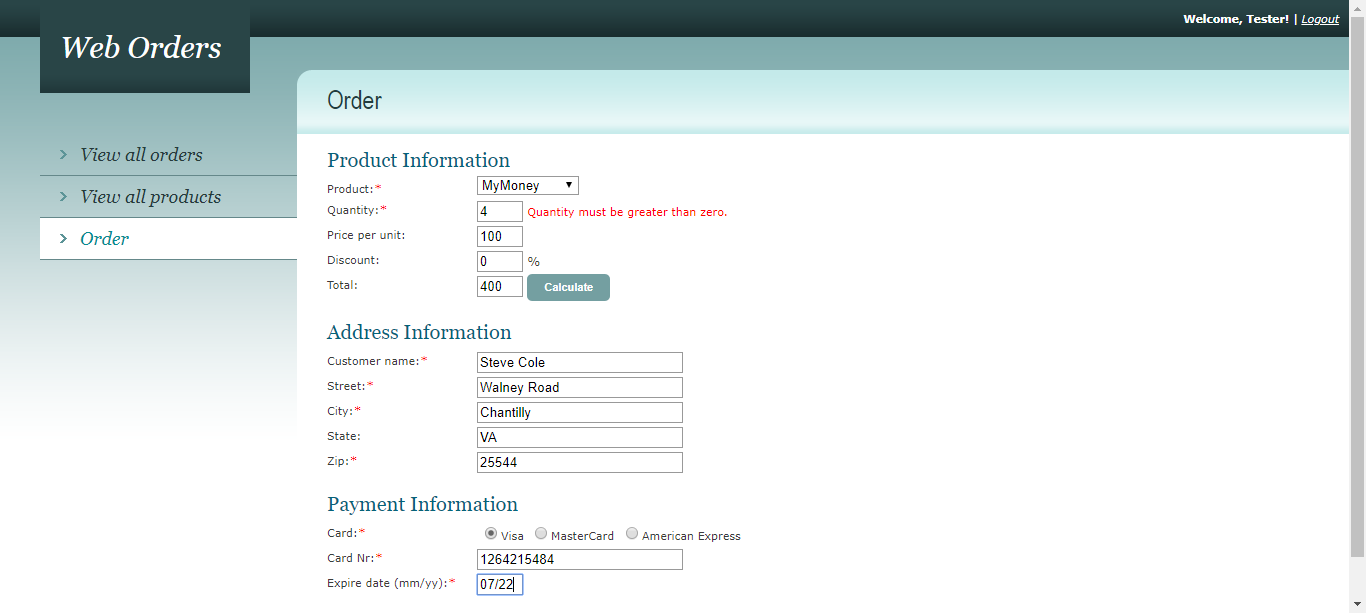 Welcome, Tester! | Logout
Web Orders
Order
> View all orders
> View all products
> Order
Product Information
Product:* MyMoney
Quantity:* 4 Quantity must be greater than zero.
Price per unit: 100
Discount: 0 %
Total: 400 Calculate
Address Information
Customer name:* Steve Cole
Street:* Walney Road
City:* Chantilly
State: VA
Zip:* 25544
Payment Information
Card:* Visa MasterCard American Express
Card Nr:* 1264215484
Expire date (mm/yy):* 07/22